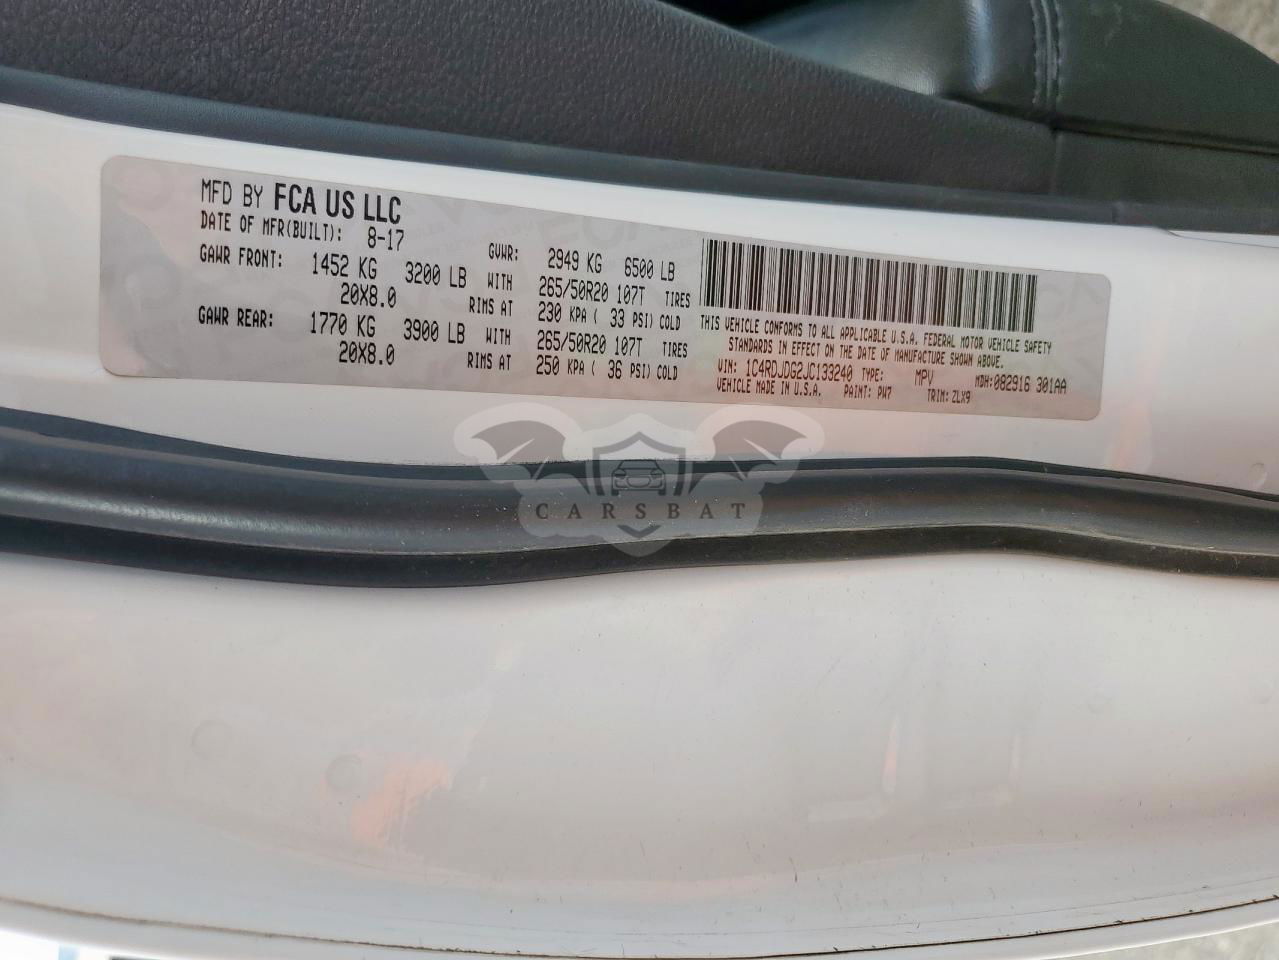 MFD BY FCA US LLC
DATE OF MFR(BUILT): 8-17 GVWR: 2949 KG 6500 LB
GAWR FRONT: 1452 KG 3200 LB WITH 265/50R20 107T TIRES
20X8.0 RIMS AT 230 KPA ( 33 PSI) COLD
GAWR REAR: 1770 KG 3900 LB WITH 265/50R20 107T TIRES
20X8.0 RIMS AT 250 KPA ( 36 PSI) COLD
THIS VEHICLE CONFORMS TO ALL APPLICABLE U.S.A. FEDERAL MOTOR VEHICLE SAFETY
STANDARDS IN EFFECT ON THE DATE OF MANUFACTURE SHOWN ABOVE.
VIN: 1C4RDJDG2JC133240 TYPE: MPV MDH: 082916 301AA
VEHICLE MADE IN U.S.A. PAINT: PW7 TRIM: ZLX9
CARSBAT